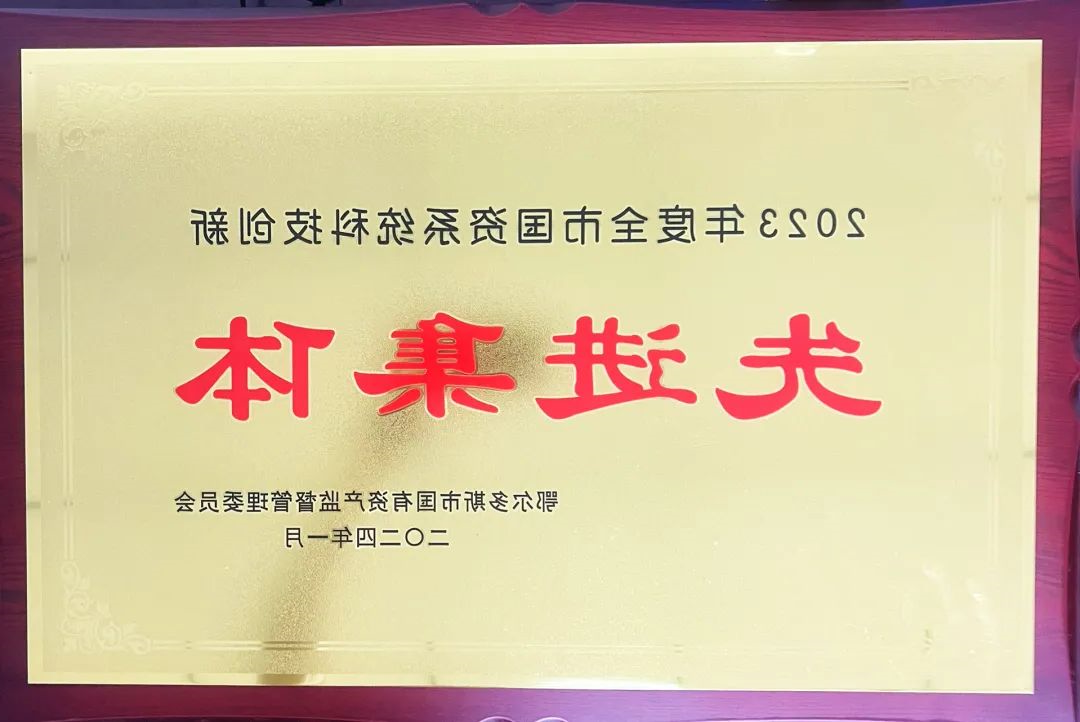 2023年度全市国资系统科技创新
先进集体
鄂尔多斯市国有资产监督管理委员会
二〇二四年一月